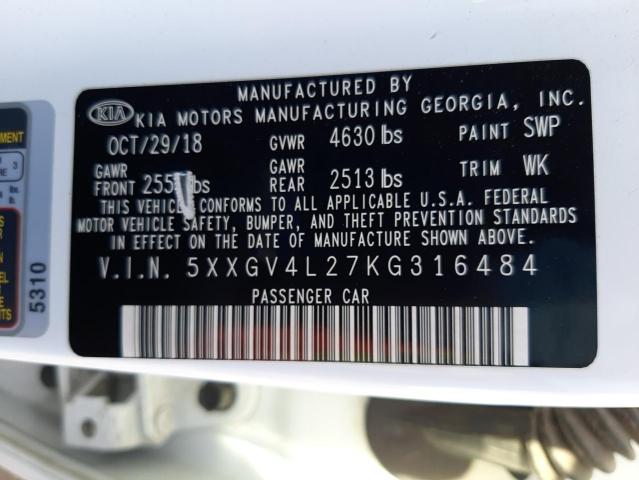 MANUFACTURED BY
KIA KIA MOTORS MANUFACTURING GEORGIA, INC.
OCT/29/18 GVWR 4630 lbs PAINT SWP
GAWR FRONT lbs GAWR REAR 2513 lbs TRIM WK
THIS VEHICLE CONFORMS TO ALL APPLICABLE U.S.A. FEDERAL
MOTOR VEHICLE SAFETY, BUMPER, AND THEFT PREVENTION STANDARDS
IN EFFECT ON THE DATE OF MANUFACTURE SHOWN ABOVE.
V.I.N. 5XXGV4L27KG316484
PASSENGER CAR
5310
3